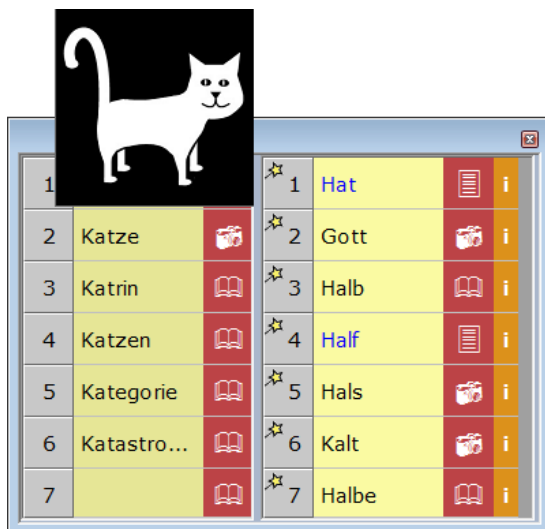 1
2 Katze
3 Katrin
4 Katzen
5 Kategorie
6 Katastro...
7
1 Hat i
2 Gott i
3 Halb i
4 Half i
5 Hals i
6 Kalt i
7 Halbe i